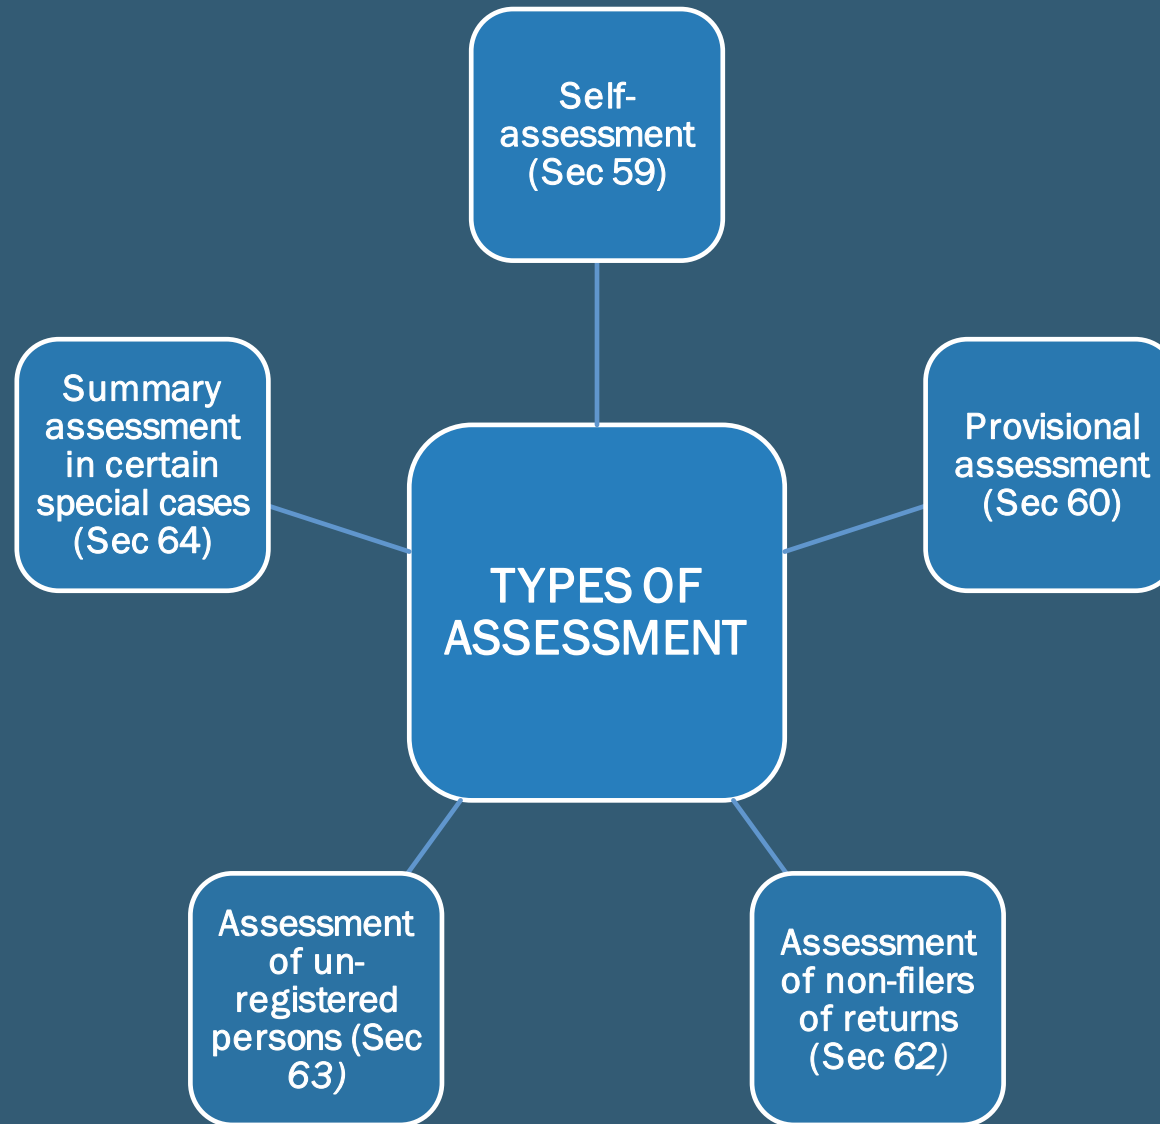 Self-
assessment
(Sec 59)
Summary
assessment
in certain
special cases
(Sec 64)
Provisional
assessment
(Sec 60)
TYPES OF
ASSESSMENT
Assessment
of un-
registered
persons (Sec
63)
Assessment
of non-filers
of returns
(Sec 62)